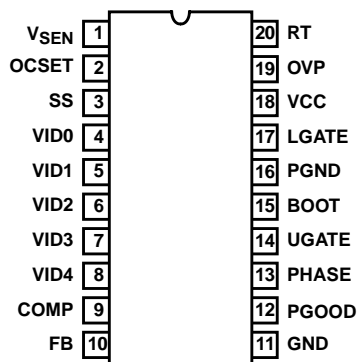 VSEN 1 20 RT
OCSET 2 19 OVP
SS 3 18 VCC
VID0 4 17 LGATE
VID1 5 16 PGND
VID2 6 15 BOOT
VID3 7 14 UGATE
VID4 8 13 PHASE
COMP 9 12 PGOOD
FB 10 11 GND